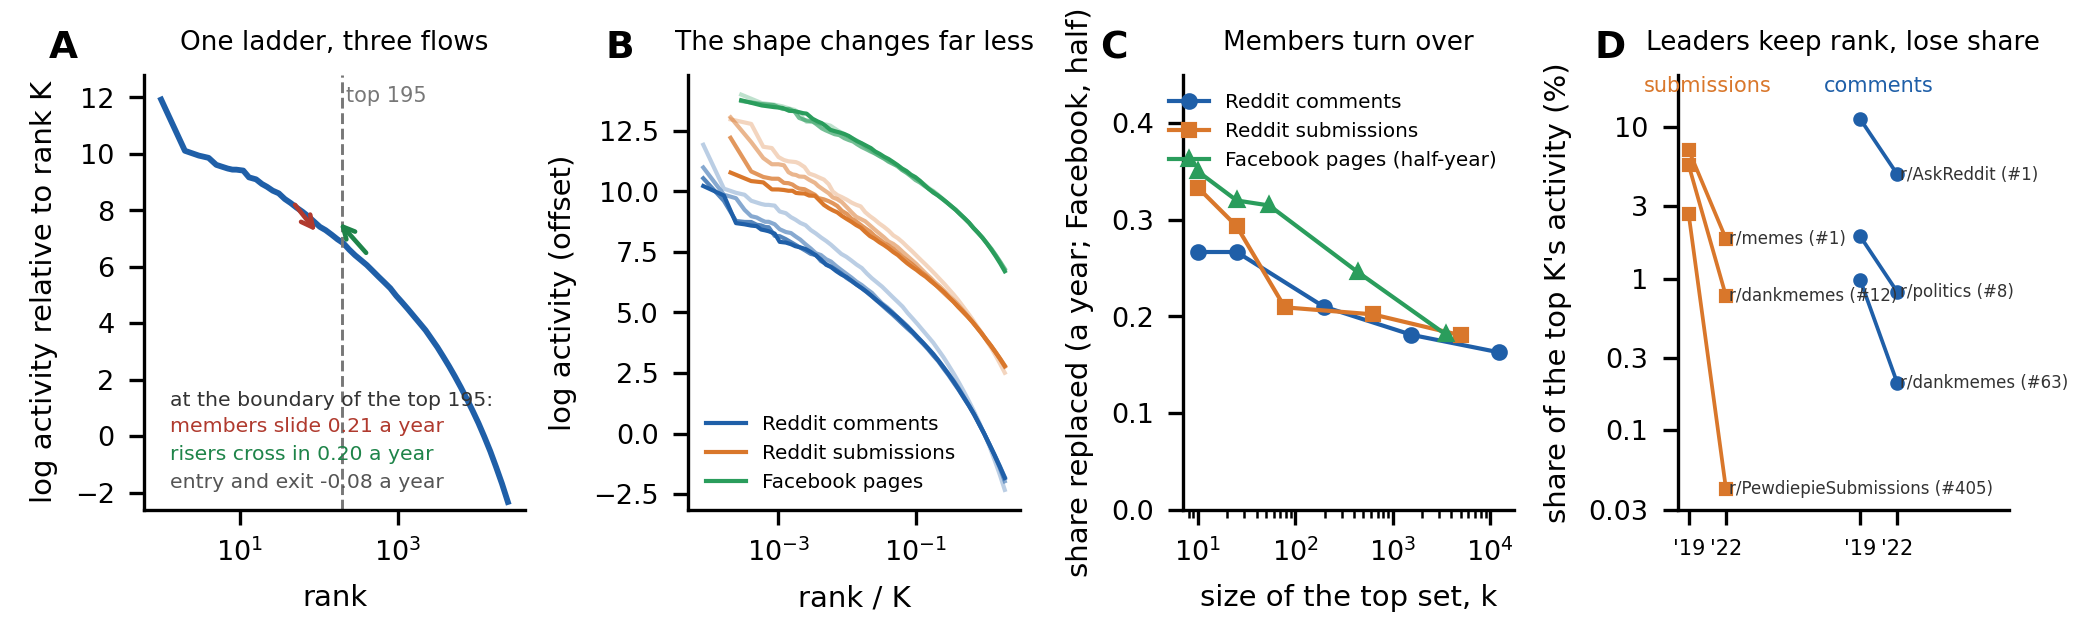 A
One ladder, three flows
log activity relative to rank K
12
10
8
6
4
2
0
−2
top 195
at the boundary of the top 195:
members slide 0.21 a year
risers cross in 0.20 a year
entry and exit -0.08 a year
10¹
10³
rank
B
The shape changes far less
log activity (offset)
12.5
10.0
7.5
5.0
2.5
0.0
−2.5
Reddit comments
Reddit submissions
Facebook pages
10⁻³
10⁻¹
rank / K
C
Members turn over
share replaced (a year; Facebook, half)
0.4
0.3
0.2
0.1
0.0
Reddit comments
Reddit submissions
Facebook pages (half-year)
10¹
10²
10³
10⁴
size of the top set, k
D
Leaders keep rank, lose share
share of the top K's activity (%)
submissions
comments
10
3
1
0.3
0.1
0.03
r/AskReddit (#1)
r/memes (#1)
r/dankmemes (#12)
r/politics (#8)
r/dankmemes (#63)
r/PewdiepieSubmissions (#405)
'19 '22
'19 '22